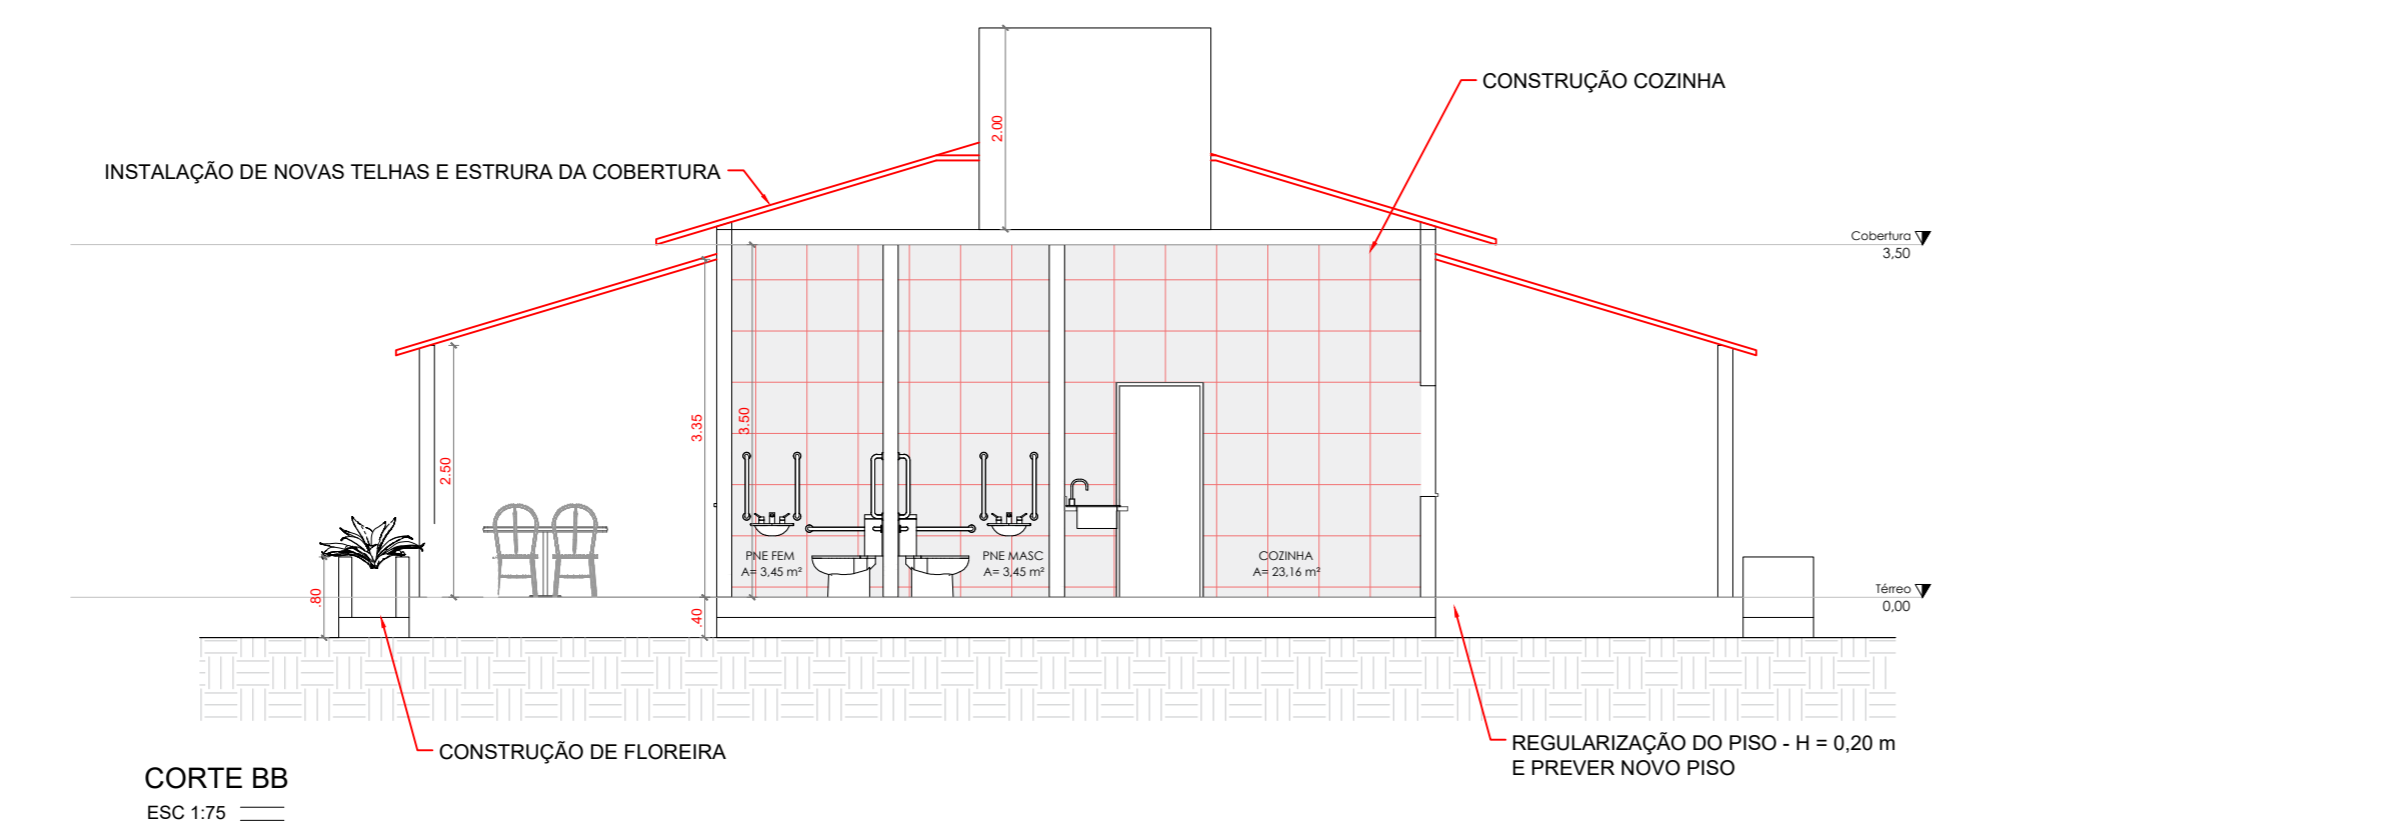 CONSTRUÇÃO COZINHA
2.00
INSTALAÇÃO DE NOVAS TELHAS E ESTRURA DA COBERTURA
Cobertura
3,50
3.35
3.50
2.50
PNE FEM
A= 3,45 m²
PNE MASC
A= 3,45 m²
COZINHA
A= 23,16 m²
.80
.40
Térreo
0,00
CONSTRUÇÃO DE FLOREIRA
REGULARIZAÇÃO DO PISO - H = 0,20 m
E PREVER NOVO PISO
CORTE BB
ESC 1:75